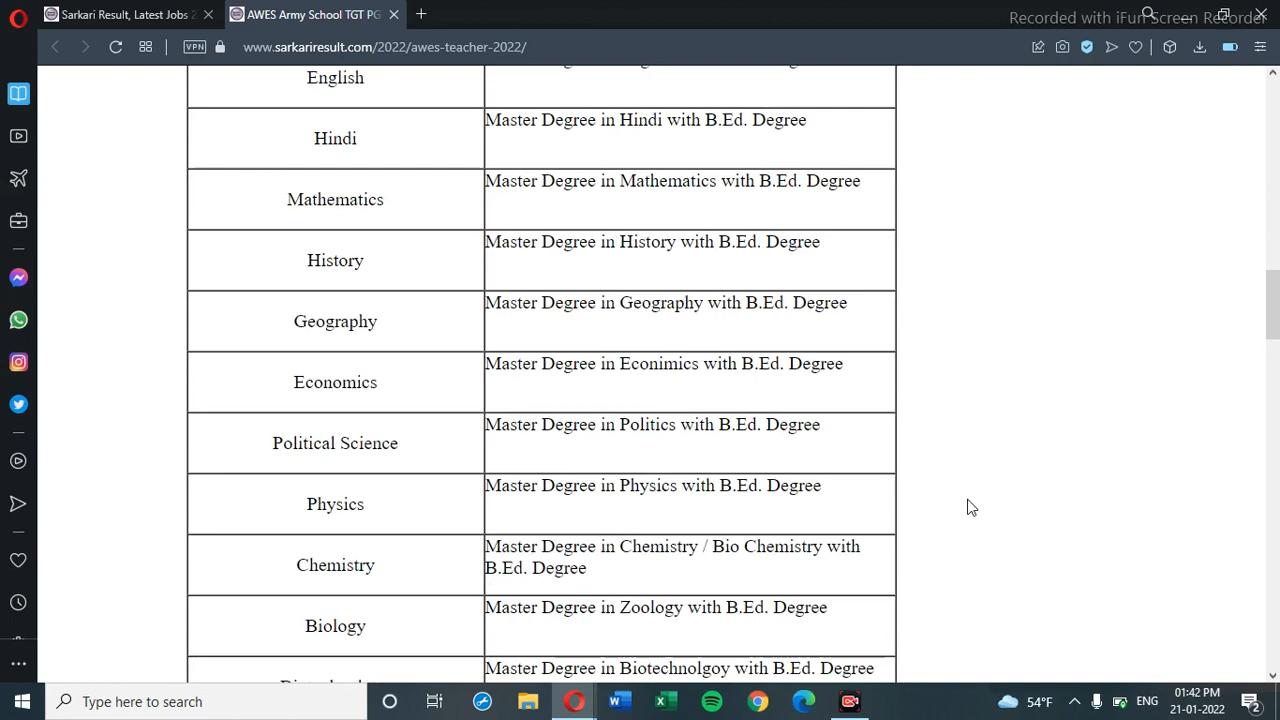 Sarkari Result, Latest Jobs 2
AWES Army School TGT PG
Recorded with iFun Screen Recorder
VPN
www.sarkariresult.com/2022/awes-teacher-2022/
English
Hindi
Master Degree in Hindi with B.Ed. Degree
Mathematics
Master Degree in Mathematics with B.Ed. Degree
History
Master Degree in History with B.Ed. Degree
Geography
Master Degree in Geography with B.Ed. Degree
Economics
Master Degree in Econimics with B.Ed. Degree
Political Science
Master Degree in Politics with B.Ed. Degree
Physics
Master Degree in Physics with B.Ed. Degree
Chemistry
Master Degree in Chemistry / Bio Chemistry with
B.Ed. Degree
Biology
Master Degree in Zoology with B.Ed. Degree
Master Degree in Biotechnolgoy with B.Ed. Degree
Type here to search
54°F
ENG
01:42 PM
21-01-2022
2